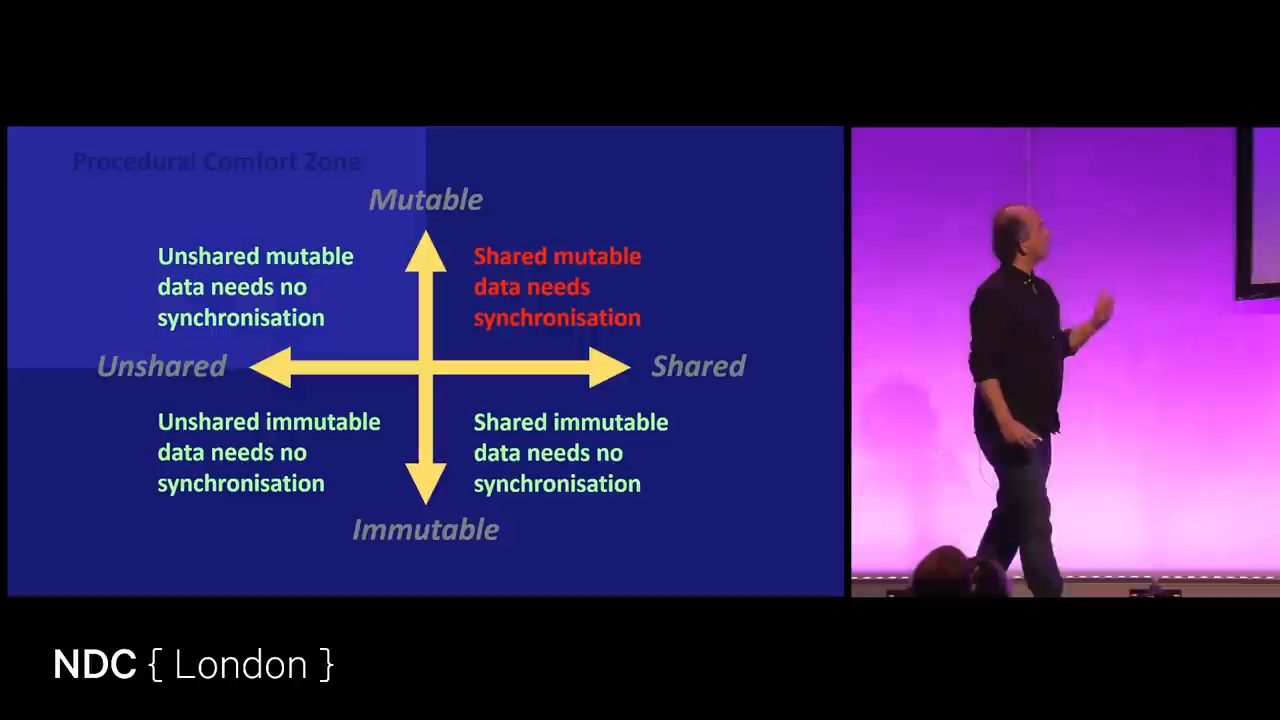 Procedural Comfort Zone
Mutable
Unshared mutable
data needs no
synchronisation
Shared mutable
data needs
synchronisation
Unshared
Shared
Unshared immutable
data needs no
synchronisation
Shared immutable
data needs no
synchronisation
Immutable
NDC { London }